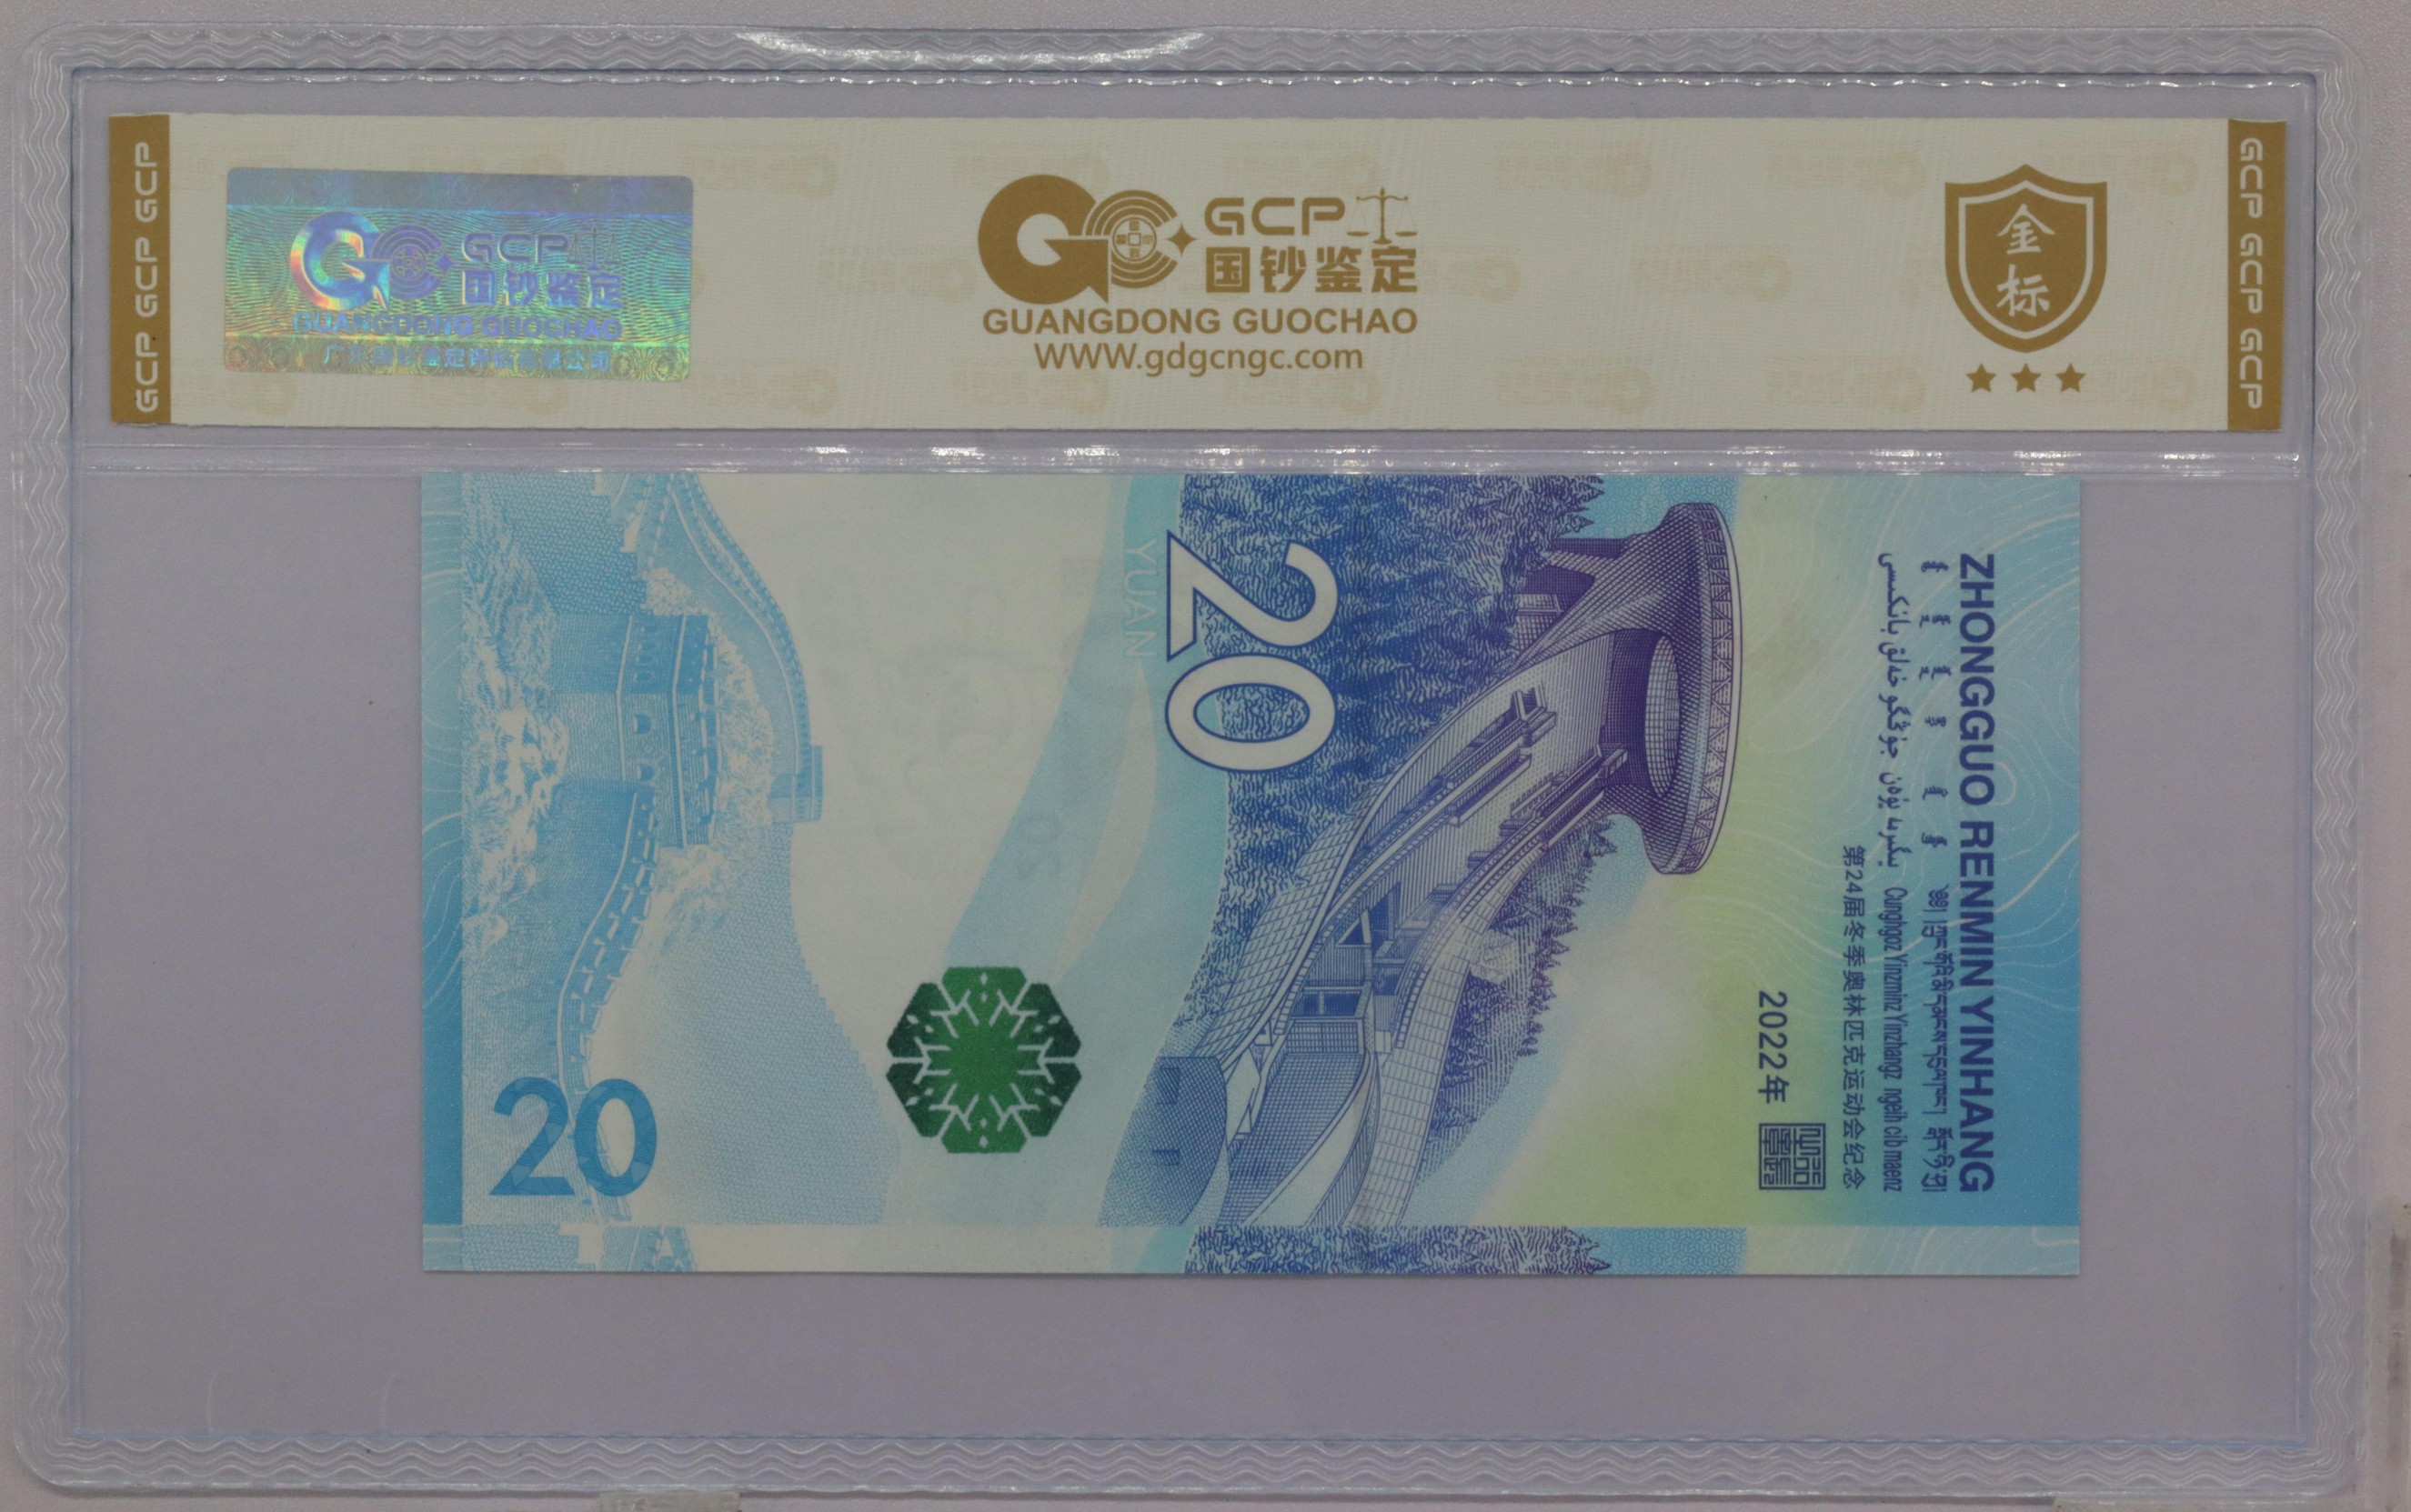 GCP GCP GCP
GCP
国钞鉴定
GUANGDONG GUOCHAO
GCP
国钞鉴定
GUANGDONG GUOCHAO
WWW.gdgcngc.com
金标
GCP GCP GCP
ZHONGGUO RENMIN YINHANG
جۇڭگو خەلق بانكىسى يىگىرمە يۈەن Cunghgoz Yinzminz Yinzhangz ngeih cib maenz
第24届冬季奥林匹克运动会纪念
2022年
20
YUAN
20